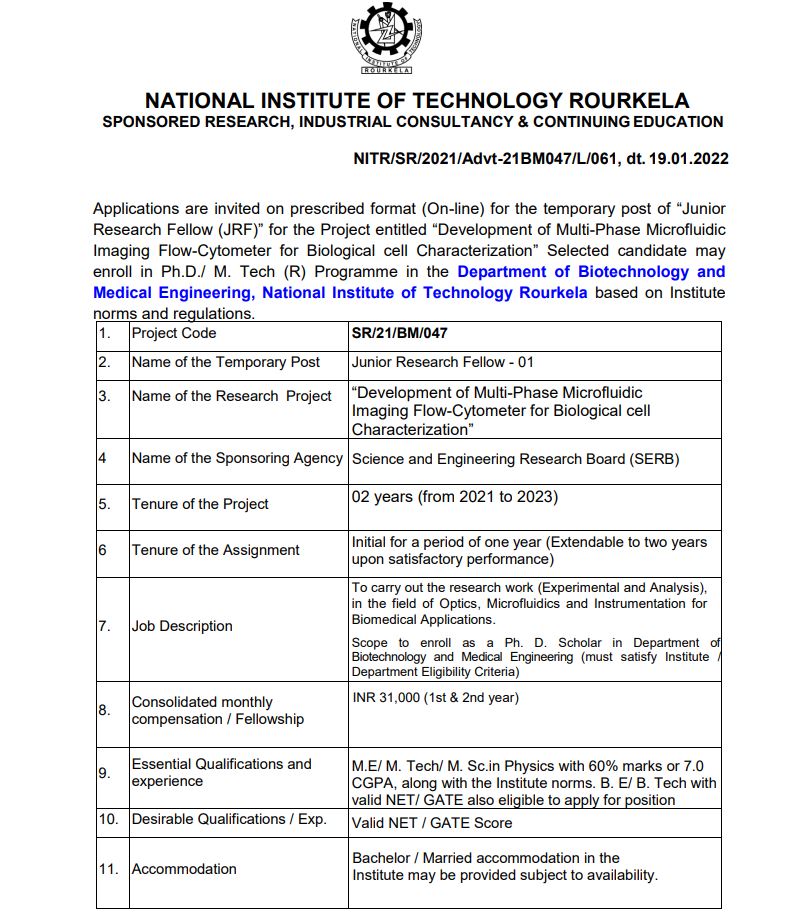 NATIONAL INSTITUTE OF TECHNOLOGY
ROURKELA
NATIONAL INSTITUTE OF TECHNOLOGY ROURKELA
SPONSORED RESEARCH, INDUSTRIAL CONSULTANCY & CONTINUING EDUCATION
NITR/SR/2021/Advt-21BM047/L/061, dt. 19.01.2022
Applications are invited on prescribed format (On-line) for the temporary post of “Junior
Research Fellow (JRF)” for the Project entitled “Development of Multi-Phase Microfluidic
Imaging Flow-Cytometer for Biological cell Characterization” Selected candidate may
enroll in Ph.D./ M. Tech (R) Programme in the Department of Biotechnology and
Medical Engineering, National Institute of Technology Rourkela based on Institute
norms and regulations.
1. Project Code SR/21/BM/047
2. Name of the Temporary Post Junior Research Fellow - 01
3. Name of the Research Project “Development of Multi-Phase Microfluidic
Imaging Flow-Cytometer for Biological cell
Characterization”
4 Name of the Sponsoring Agency Science and Engineering Research Board (SERB)
5. Tenure of the Project 02 years (from 2021 to 2023)
6 Tenure of the Assignment Initial for a period of one year (Extendable to two years
upon satisfactory performance)
7. Job Description To carry out the research work (Experimental and Analysis),
in the field of Optics, Microfluidics and Instrumentation for
Biomedical Applications.
Scope to enroll as a Ph. D. Scholar in Department of
Biotechnology and Medical Engineering (must satisfy Institute /
Department Eligibility Criteria)
8. Consolidated monthly
compensation / Fellowship INR 31,000 (1st & 2nd year)
9. Essential Qualifications and
experience M.E/ M. Tech/ M. Sc.in Physics with 60% marks or 7.0
CGPA, along with the Institute norms. B. E/ B. Tech with
valid NET/ GATE also eligible to apply for position
10. Desirable Qualifications / Exp. Valid NET / GATE Score
11. Accommodation Bachelor / Married accommodation in the
Institute may be provided subject to availability.